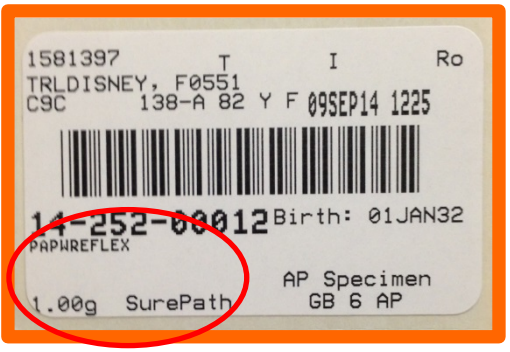 1581397 T I Ro
TRLDISNEY, F0551
C9C 138-A 82 Y F 09SEP14 1225
14-252-00012 Birth: 01JAN32
PAPWREFLEX
AP Specimen
1.00g SurePath GB 6 AP